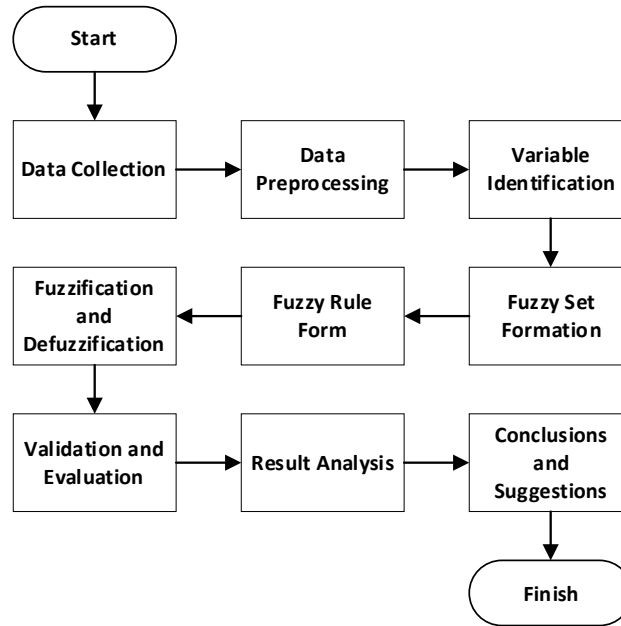 Start
Data Collection
Data
Preprocessing
Variable
Identification
Fuzzy Set
Formation
Fuzzy Rule
Form
Fuzzification
and
Defuzzification
Validation and
Evaluation
Result Analysis
Conclusions
and
Suggestions
Finish